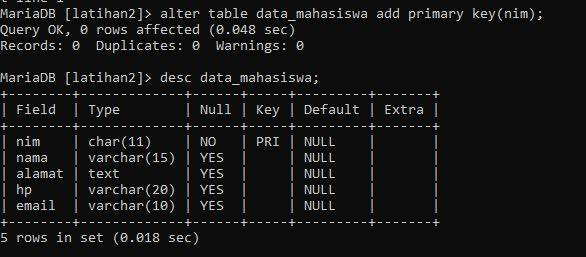 MariaDB [latihan2]> alter table data_mahasiswa add primary key(nim);
Query OK, 0 rows affected (0.048 sec)
Records: 0  Duplicates: 0  Warnings: 0

MariaDB [latihan2]> desc data_mahasiswa;
+--------+-------------+------+-----+---------+-------+
| Field  | Type        | Null | Key | Default | Extra |
+--------+-------------+------+-----+---------+-------+
| nim    | char(11)    | NO   | PRI | NULL    |       |
| nama   | varchar(15) | YES  |     | NULL    |       |
| alamat | text        | YES  |     | NULL    |       |
| hp     | varchar(20) | YES  |     | NULL    |       |
| email  | varchar(10) | YES  |     | NULL    |       |
+--------+-------------+------+-----+---------+-------+
5 rows in set (0.018 sec)